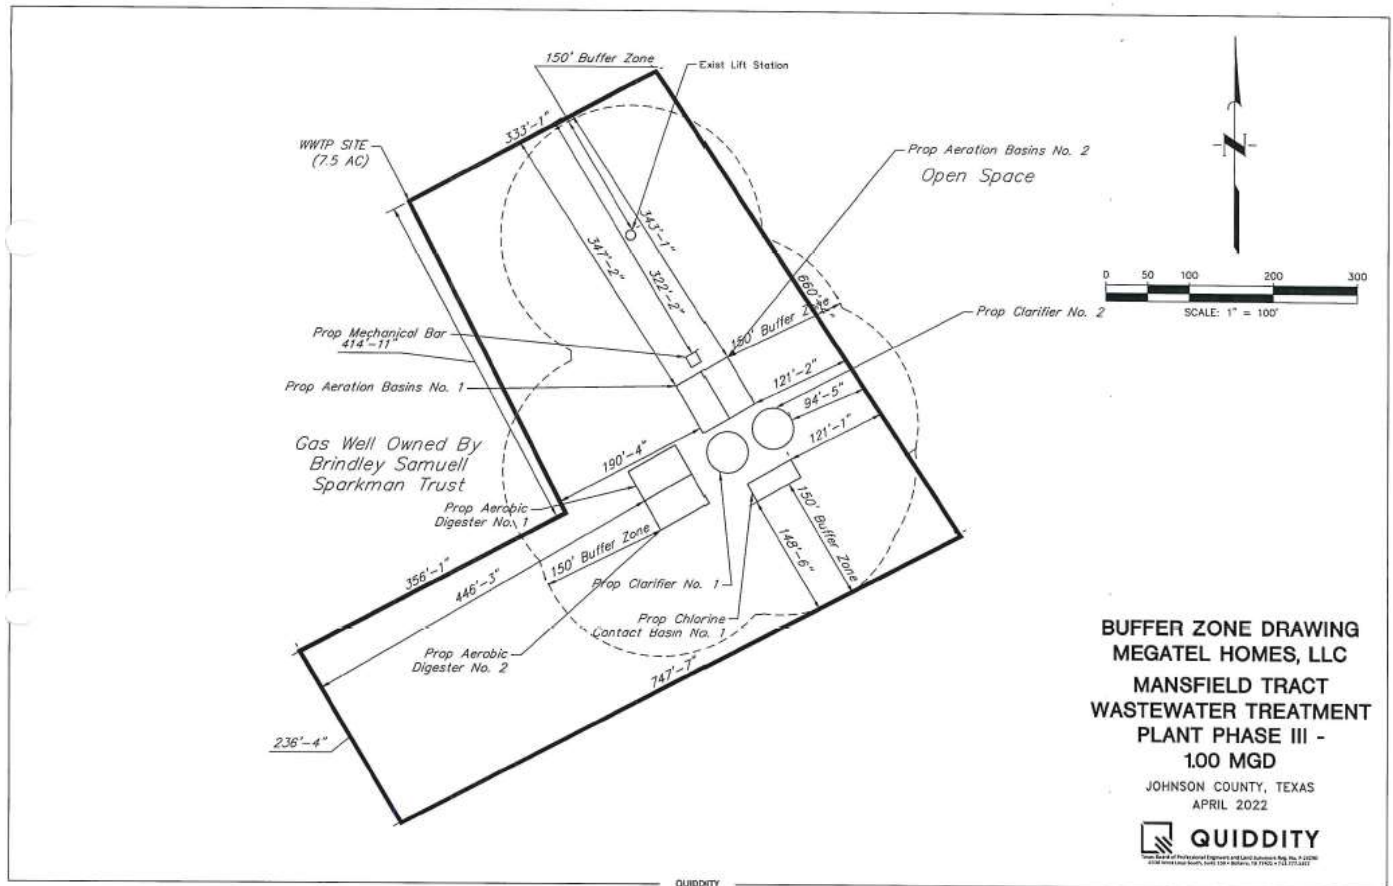 150' Buffer Zone
Exist Lift Station
333'-1"
WWTP SITE
(7.5 AC)
Prop Aeration Basins No. 2
Open Space
343'-1"
347'-2"
322'-2"
660'
Prop Clarifier No. 2
150' Buffer Zone
Prop Mechanical Bar
414'-11"
Prop Aeration Basins No. 1
121'-2"
94'-5"
121'-1"
Gas Well Owned By
Brindley Samuell
Sparkman Trust
190'-4"
Prop Aerobic
Digester No. 1
150' Buffer Zone
150' Buffer Zone
148'-6"
356'-1"
446'-3"
Prop Clarifier No. 1
Prop Chlorine
Contact Basin No. 1
Prop Aerobic
Digester No. 2
747'-7"
236'-4"
N
0 50 100 200 300
SCALE: 1" = 100'
BUFFER ZONE DRAWING
MEGATEL HOMES, LLC
MANSFIELD TRACT
WASTEWATER TREATMENT
PLANT PHASE III -
1.00 MGD
JOHNSON COUNTY, TEXAS
APRIL 2022
QUIDDITY
QUIDDITY